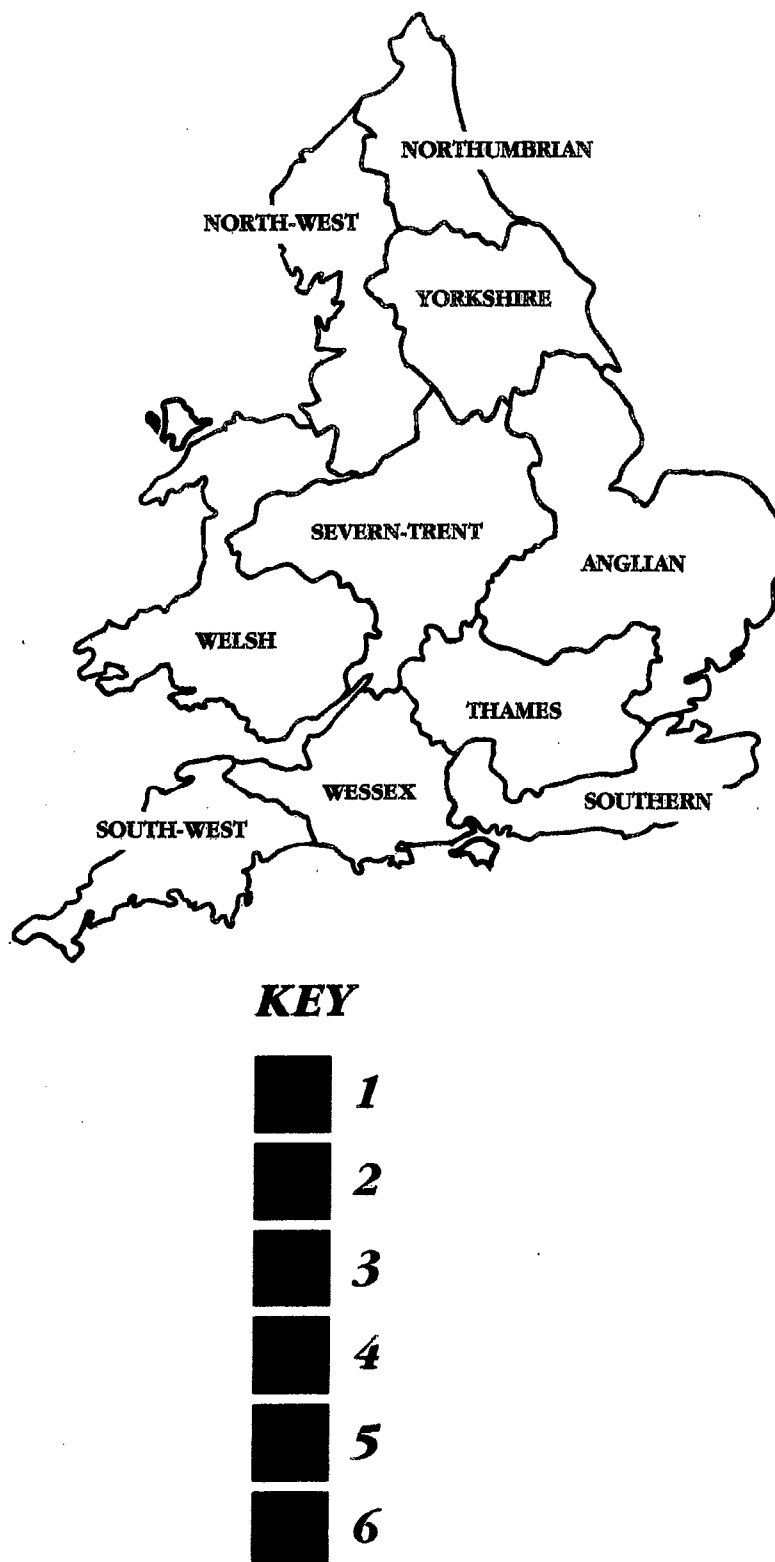 NORTHUMBRIAN
NORTH-WEST
YORKSHIRE
SEVERN-TRENT
ANGLIAN
WELSH
THAMES
WESSEX
SOUTHERN
SOUTH-WEST
KEY
1
2
3
4
5
6